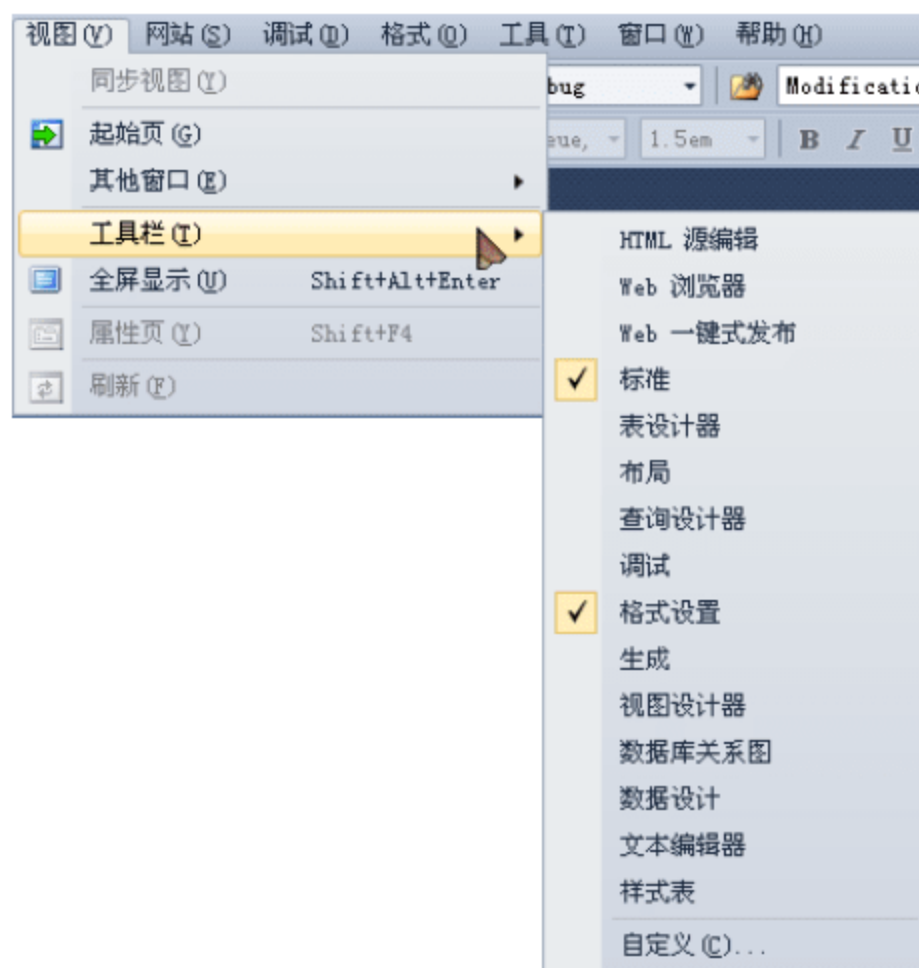 视图(V) 网站(S) 调试(D) 格式(O) 工具(T) 窗口(W) 帮助(H)
同步视图(Y)
bug Modificatio
起始页(G)
eue, 1.5em B I U
其他窗口(E)
工具栏(T)
HTML 源编辑
全屏显示(U) Shift+Alt+Enter
Web 浏览器
属性页(Y) Shift+F4
Web 一键式发布
刷新(F)
标准
表设计器
布局
查询设计器
调试
格式设置
生成
视图设计器
数据库关系图
数据设计
文本编辑器
样式表
自定义(C)...